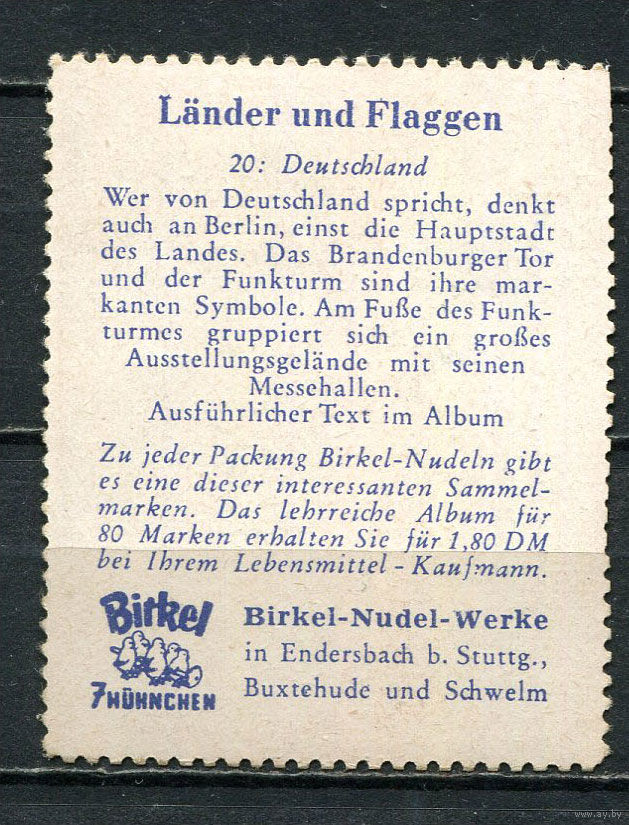 Länder und Flaggen
20: Deutschland
Wer von Deutschland spricht, denkt
auch an Berlin, einst die Hauptstadt
des Landes. Das Brandenburger Tor
und der Funkturm sind ihre mar-
kanten Symbole. Am Fuße des Funk-
turmes gruppiert sich ein großes
Ausstellungsgelände mit seinen
Messehallen.
Ausführlicher Text im Album
Zu jeder Packung Birkel-Nudeln gibt
es eine dieser interessanten Sammel-
marken. Das lehrreiche Album für
80 Marken erhalten Sie für 1,80 DM
bei Ihrem Lebensmittel-Kaufmann.
Birkel
7 HÜHNCHEN
Birkel-Nudel-Werke
in Endersbach b. Stuttg.,
Buxtehude und Schwelm
www.ay.by